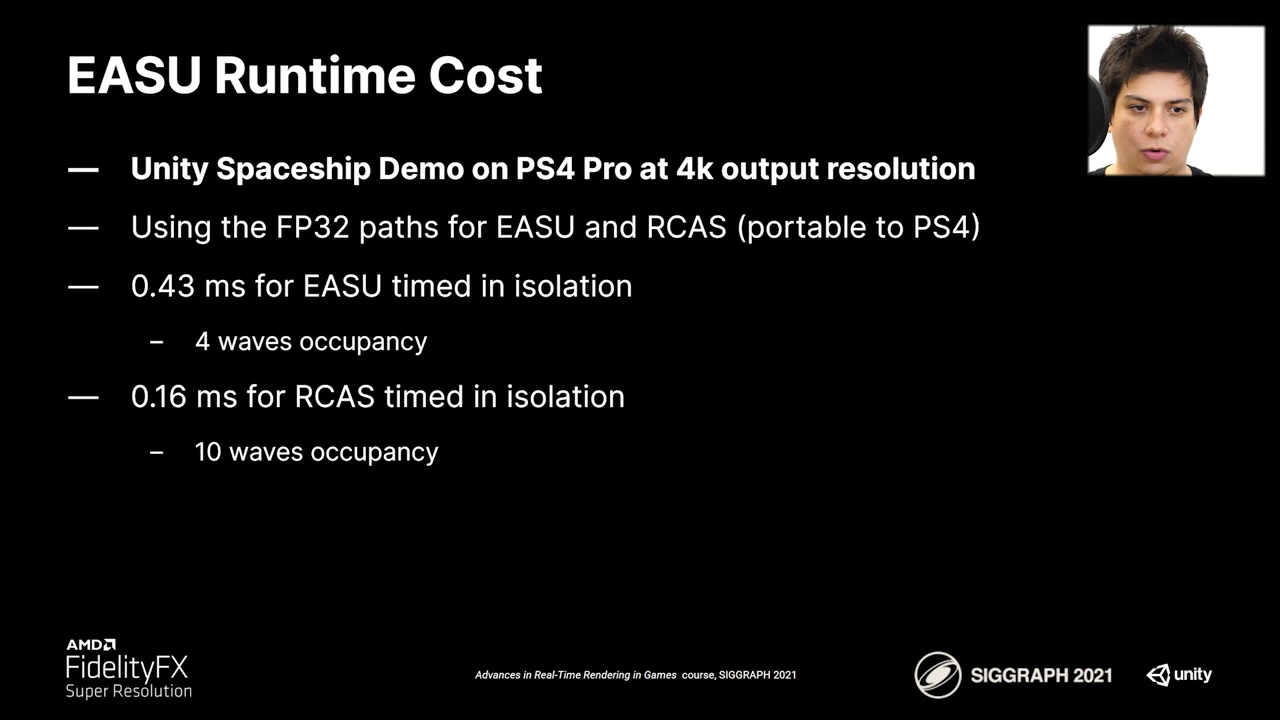 EASU Runtime Cost
— Unity Spaceship Demo on PS4 Pro at 4k output resolution
— Using the FP32 paths for EASU and RCAS (portable to PS4)
— 0.43 ms for EASU timed in isolation
– 4 waves occupancy
— 0.16 ms for RCAS timed in isolation
– 10 waves occupancy
AMD
FidelityFX
Super Resolution
Advances in Real-Time Rendering in Games course, SIGGRAPH 2021
SIGGRAPH 2021
unity